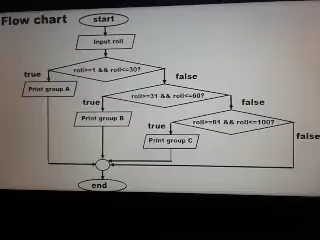 Flow chart
start
Input roll
roll>=1 && roll<=30?
true
false
Print group A
roll>=31 && roll<=60?
true
false
Print group B
roll>=61 && roll<=100?
true
false
Print group C
end